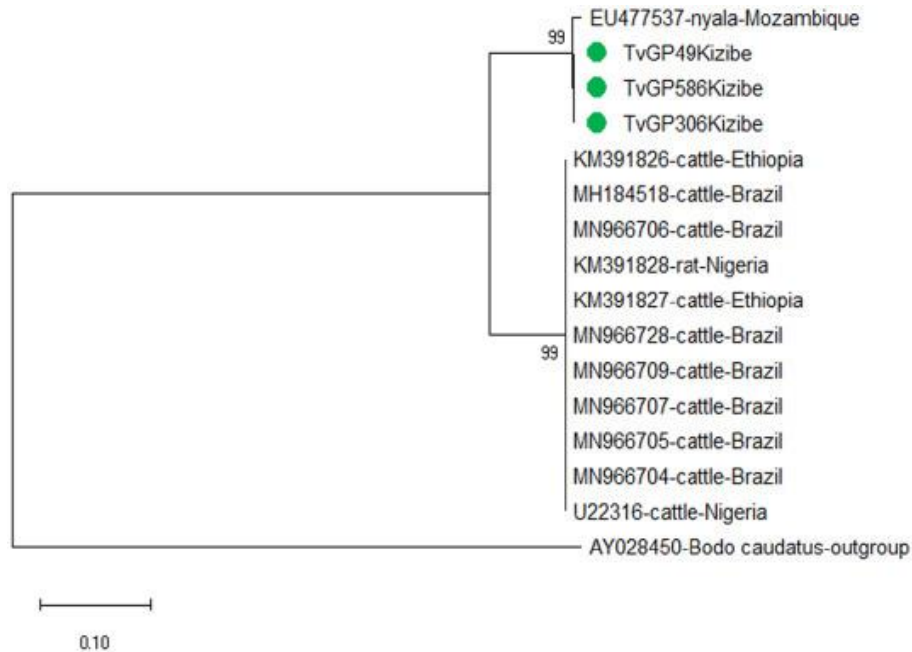 EU477537-nyala-Mozambique
99
TvGP49Kizibe
TvGP586Kizibe
TvGP306Kizibe
KM391826-cattle-Ethiopia
MH184518-cattle-Brazil
MN966706-cattle-Brazil
KM391828-rat-Nigeria
KM391827-cattle-Ethiopia
MN966728-cattle-Brazil
99
MN966709-cattle-Brazil
MN966707-cattle-Brazil
MN966705-cattle-Brazil
MN966704-cattle-Brazil
U22316-cattle-Nigeria
AY028450-Bodo caudatus-outgroup
0.10